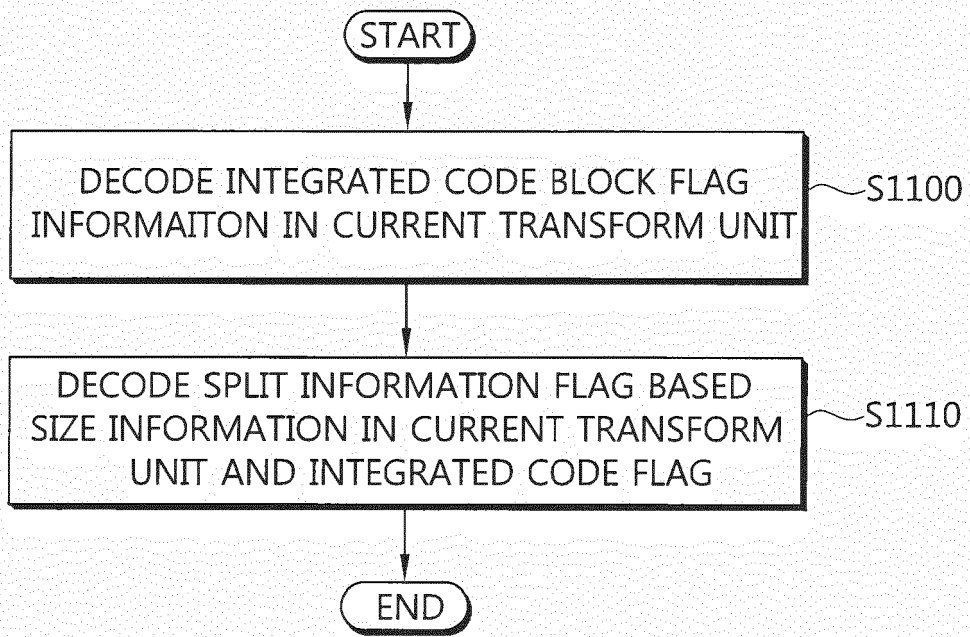 START
DECODE INTEGRATED CODE BLOCK FLAG
INFORMAITON IN CURRENT TRANSFORM UNIT
S1100
DECODE SPLIT INFORMATION FLAG BASED
SIZE INFORMATION IN CURRENT TRANSFORM
UNIT AND INTEGRATED CODE FLAG
S1110
END